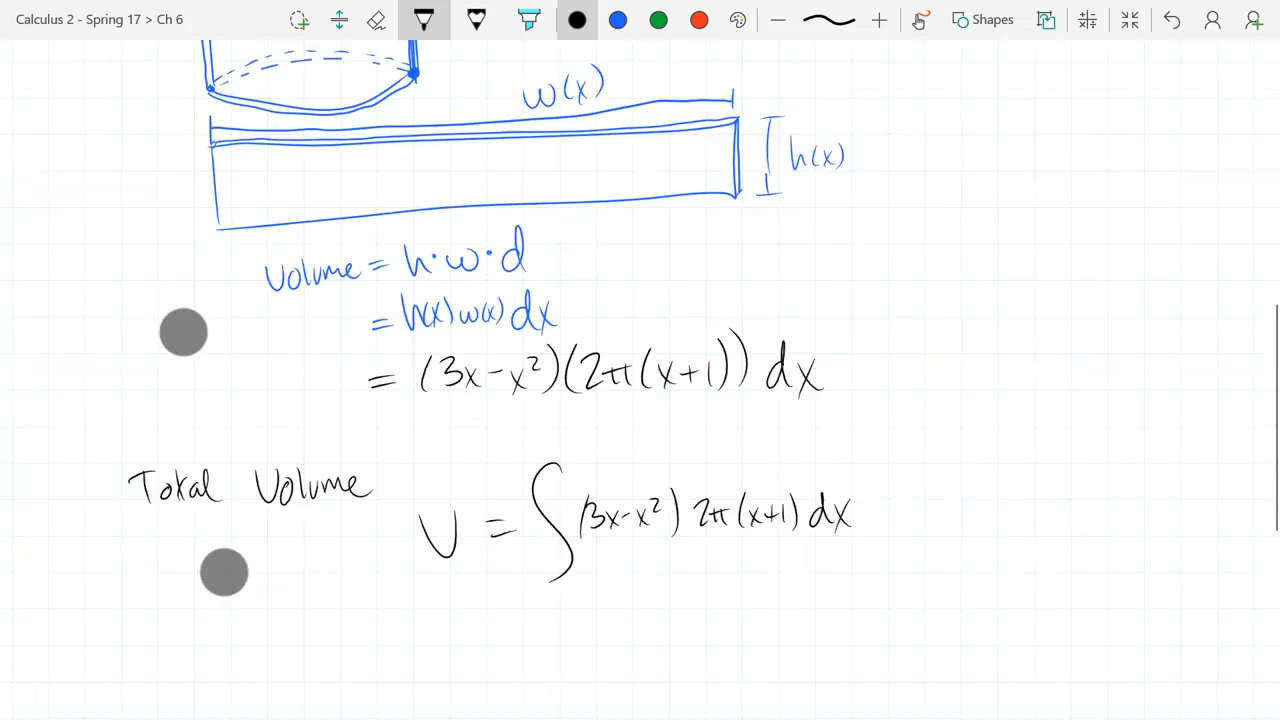 Calculus 2 - Spring 17 > Ch 6
Shapes
w(x)
h(x)
Volume = h · w · d
= h(x) w(x) dx
= (3x - x²)(2π(x+1)) dx
Total Volume
V = ∫ (3x - x²) 2π (x+1) dx